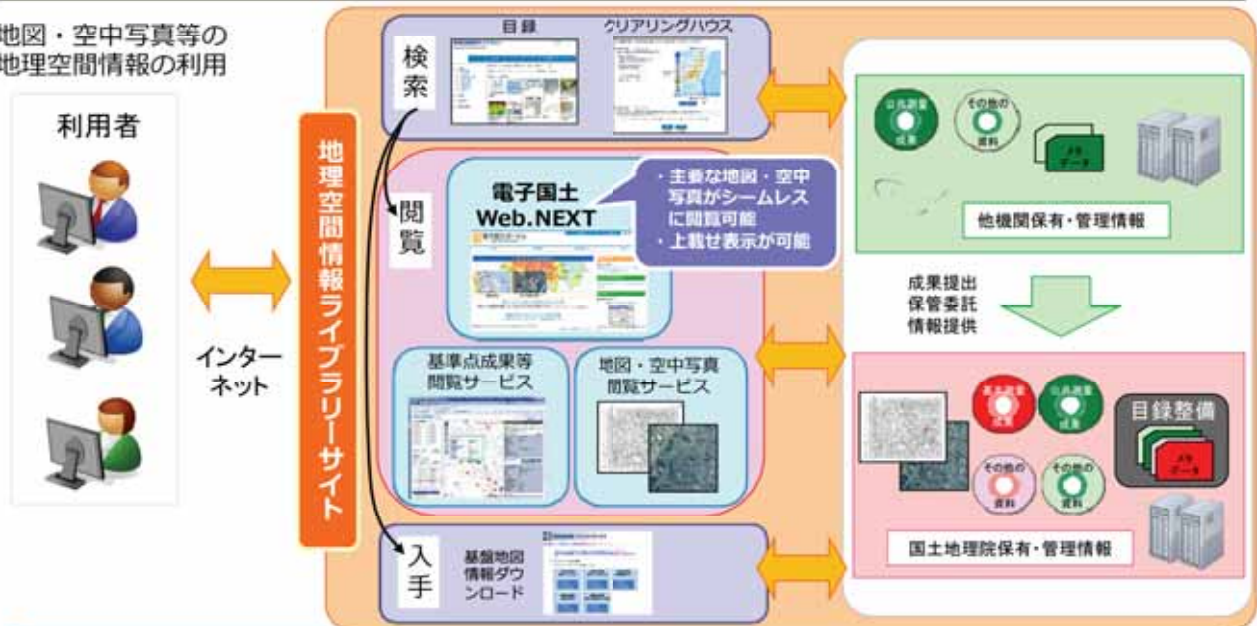 地図・空中写真等の
地理空間情報の利用
利用者
インター
ネット
地理空間情報ライブラリーサイト
検索
目録
クリアリングハウス
閲覧
電子国土
Web.NEXT
・主要な地図・空中
写真がシームレス
に閲覧可能
・上載せ表示が可能
基準点成果等
閲覧サービス
地図・空中写真
閲覧サービス
入手
基盤地図
情報ダウ
ンロード
公共測量
成果
その他の
資料
メタ
データ
他機関保有・管理情報
成果提出
保管委託
情報提供
基本測量
成果
公共測量
成果
その他の
資料
その他の
資料
目録整備
メタ
データ
国土地理院保有・管理情報